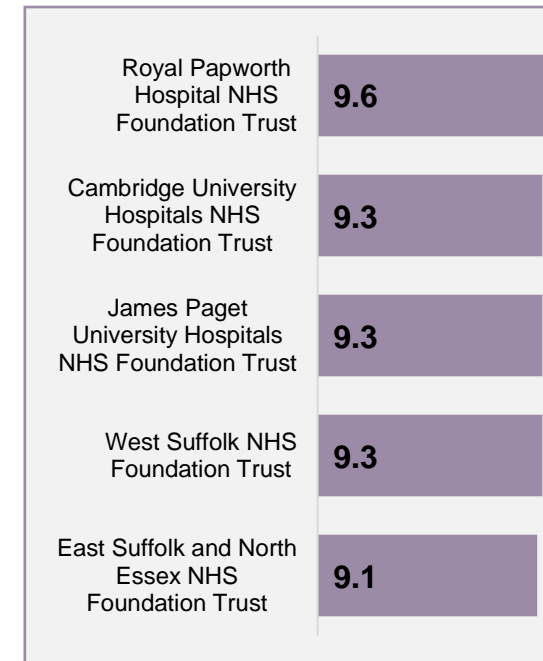 Royal Papworth
Hospital NHS
Foundation Trust
9.6
Cambridge University
Hospitals NHS
Foundation Trust
9.3
James Paget
University Hospitals
NHS Foundation Trust
9.3
West Suffolk NHS
Foundation Trust
9.3
East Suffolk and North
Essex NHS
Foundation Trust
9.1